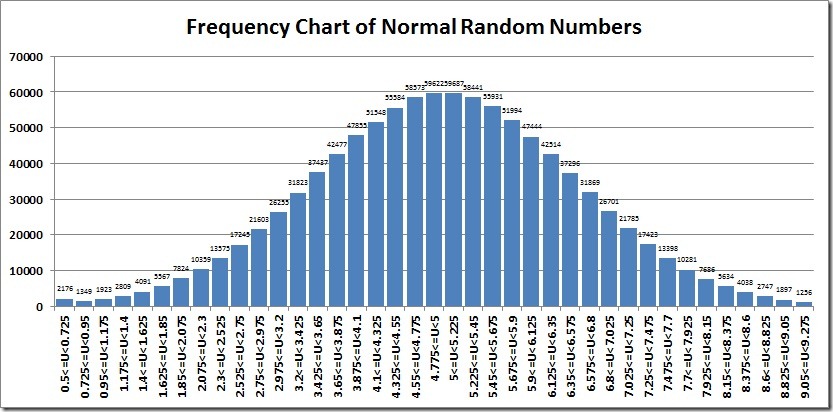 Frequency Chart of Normal Random Numbers
70000
60000
50000
40000
30000
20000
10000
0
2176 1349 1923 2809 4091 5567 7824 10359 13575 17245 21603 26255 31823 37487 42477 47855 51548 55584 58573 59622 59687 58441 55931 51994 47444 42514 37296 31869 26701 21785 17423 13398 10281 7686 5634 4038 2747 1897 1256
0.5<=U<0.725
0.725<=U<0.95
0.95<=U<1.175
1.175<=U<1.4
1.4<=U<1.625
1.625<=U<1.85
1.85<=U<2.075
2.075<=U<2.3
2.3<=U<2.525
2.525<=U<2.75
2.75<=U<2.975
2.975<=U<3.2
3.2<=U<3.425
3.425<=U<3.65
3.65<=U<3.875
3.875<=U<4.1
4.1<=U<4.325
4.325<=U<4.55
4.55<=U<4.775
4.775<=U<5
5<=U<5.225
5.225<=U<5.45
5.45<=U<5.675
5.675<=U<5.9
5.9<=U<6.125
6.125<=U<6.35
6.35<=U<6.575
6.575<=U<6.8
6.8<=U<7.025
7.025<=U<7.25
7.25<=U<7.475
7.475<=U<7.7
7.7<=U<7.925
7.925<=U<8.15
8.15<=U<8.375
8.375<=U<8.6
8.6<=U<8.825
8.825<=U<9.05
9.05<=U<9.275